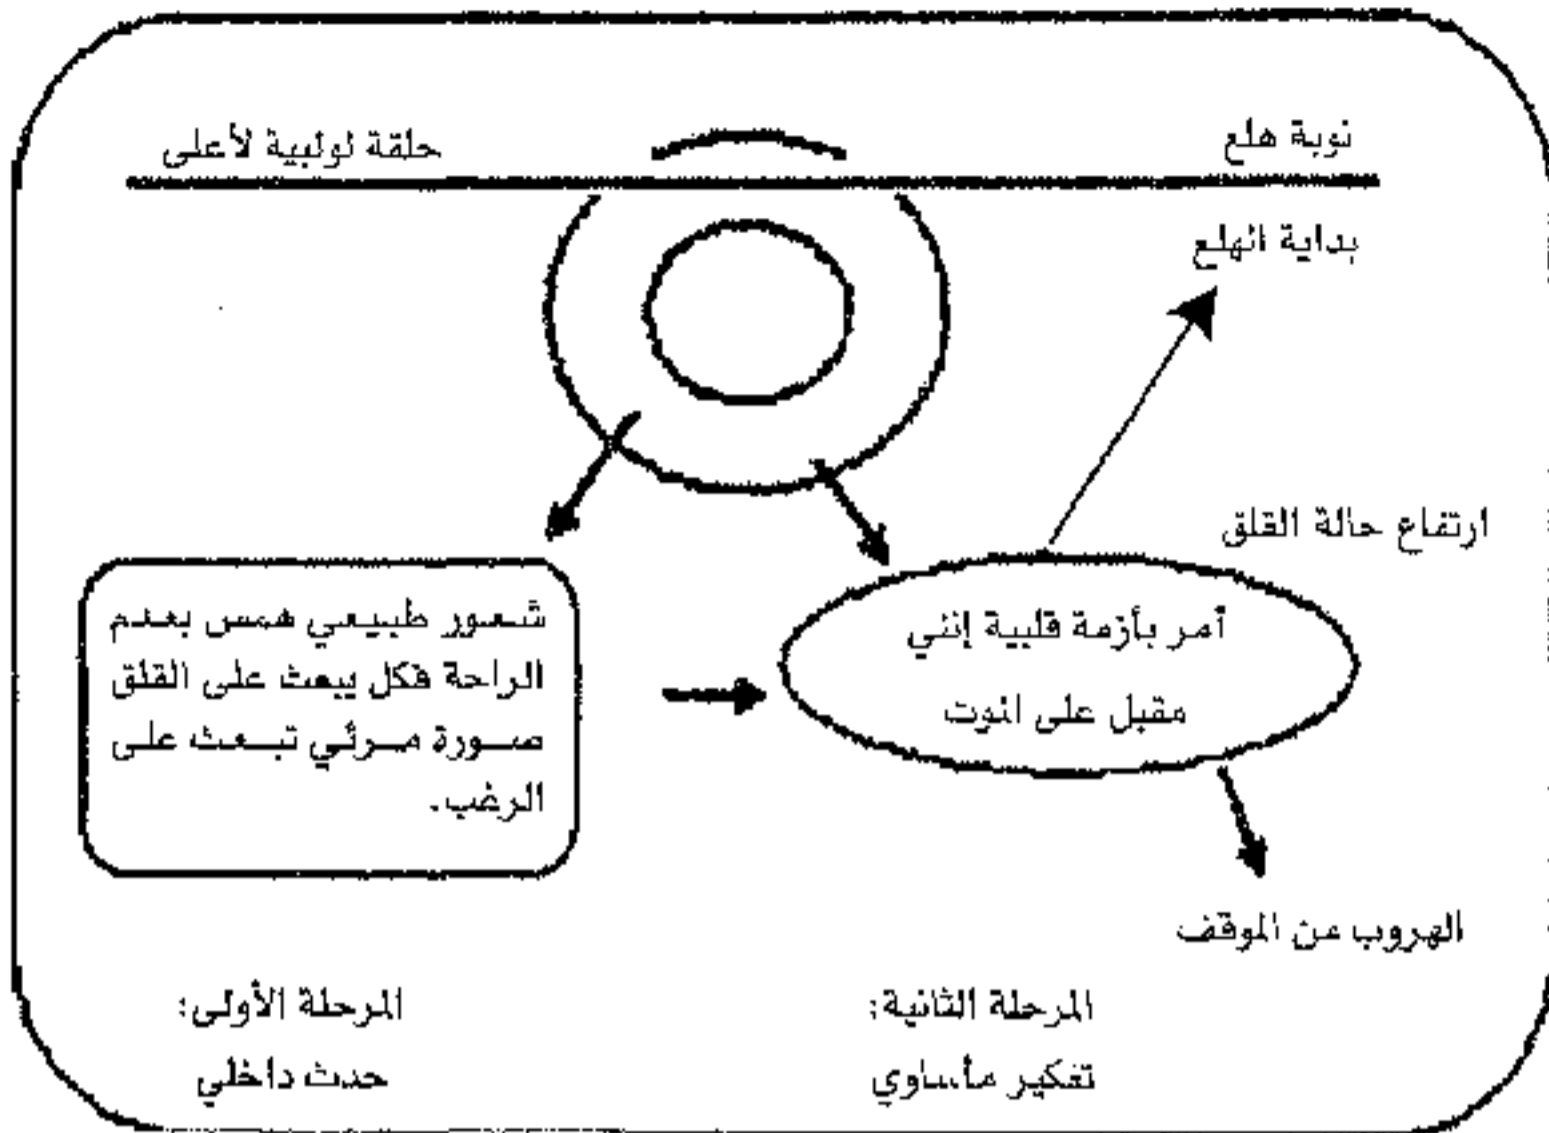 نوبة هلع
حلقة لولبية لأعلى
بداية الهلع
ارتفاع حالة القلق
شعور طبيعي همس بعدم
الراحة فكل يبعث على القلق
صورة مرئي تبعث على
الرغب.
أمر بأزمة قلبية إنني
مقبل على الموت
الهروب من الموقف
المرحلة الأولى:
حدث داخلي
المرحلة الثانية:
تفكير مأساوي